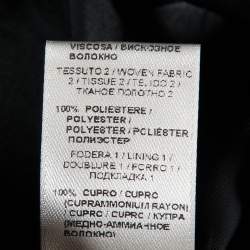 VISCOSA / ВИСКОЗНОЕ
ВОЛОКНО
TESSUTO 2 / WOVEN FABRIC
2 / TISSUE 2 / TEJIDO 2 /
ТКАНОЕ ПОЛОТНО 2
100% POLIESTERE /
POLYESTER /
POLYESTER / POLIÉSTER
ПОЛИЭСТЕР
FODERA 1 / LINING 1 /
DOUBLURE 1 / FORRO 1 /
ПОДКЛАДКА 1
100% CUPRO / CUPRO
(CUPRAMMONIUM RAYON)
/ CUPRO / CUPRO / КУПРА
(МЕДНО-АММИАЧНОЕ
ВОЛОКНО)